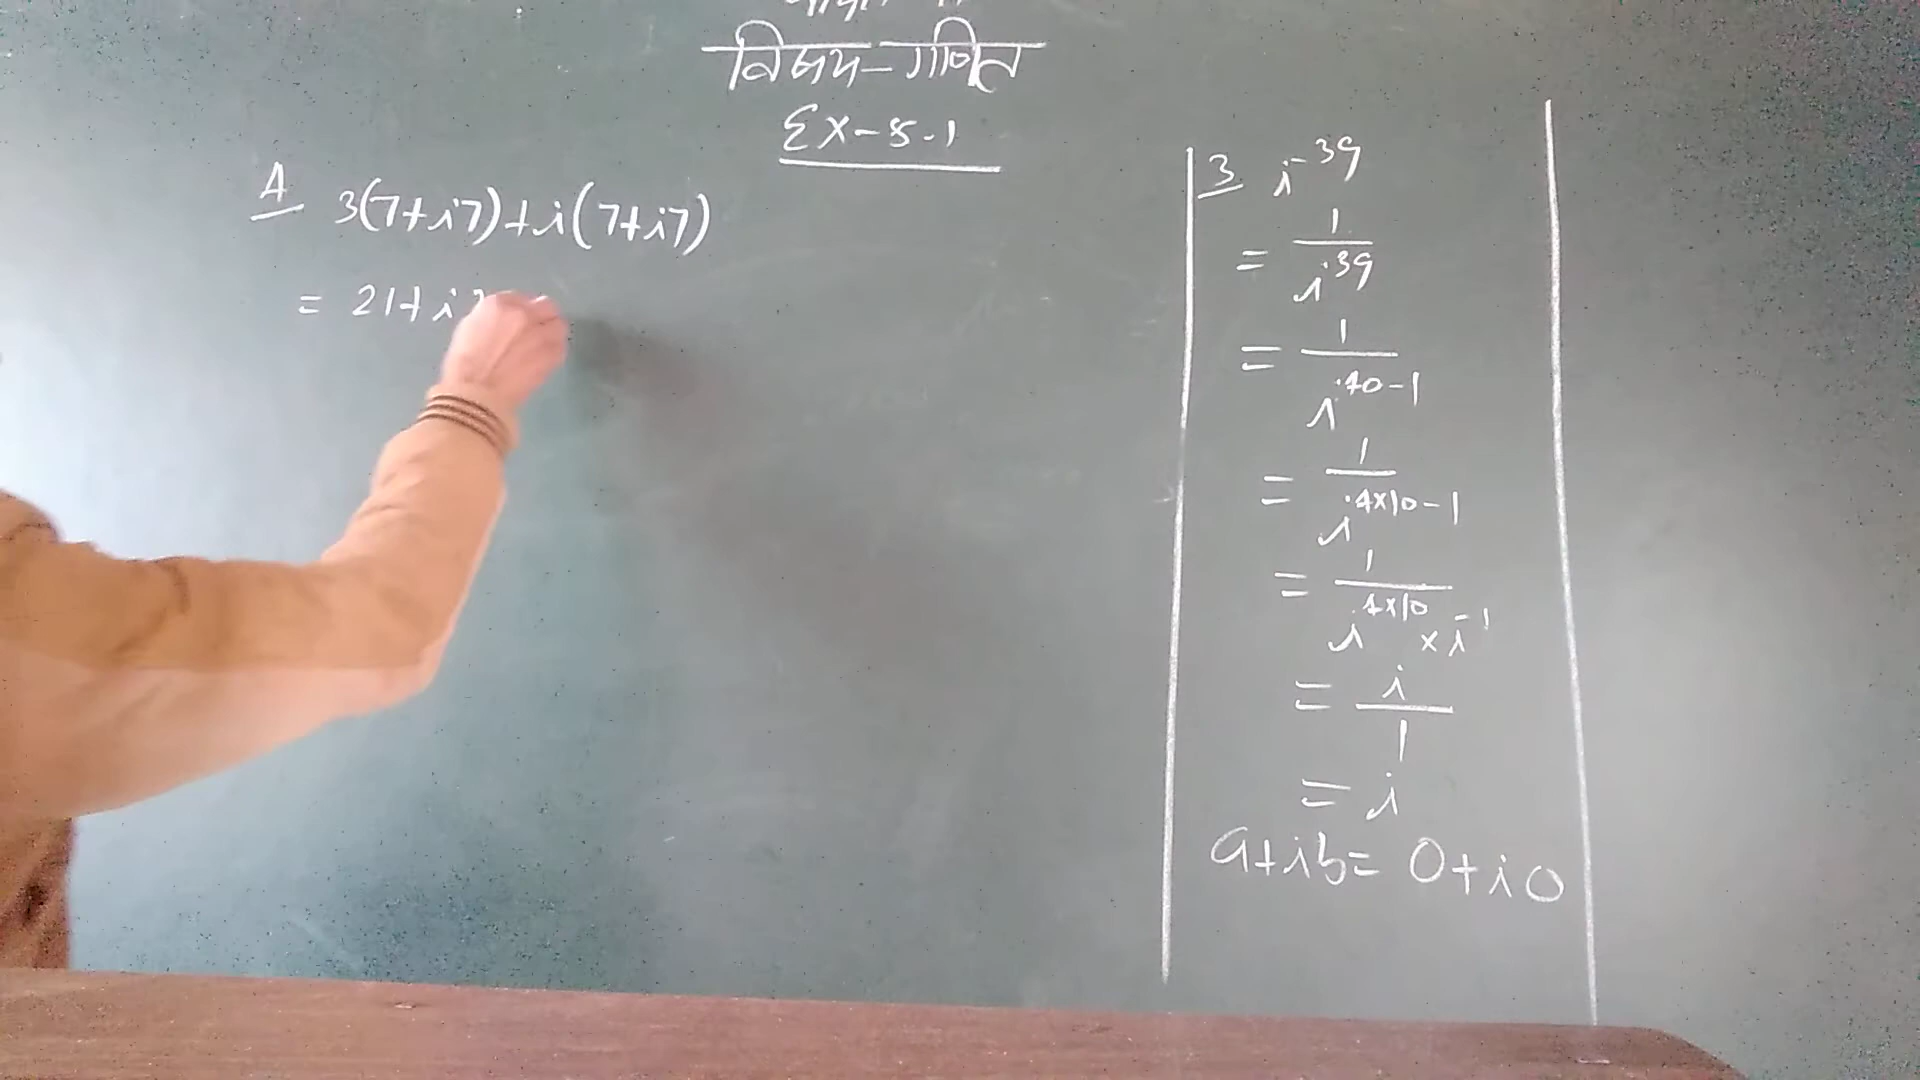 विषय-गणित
Ex-5.1
4 3(7+i7)+i(7+i7)
= 21+i2
3 i⁻³⁹
= 1/i³⁹
= 1/i⁴⁰⁻¹
= 1/i⁴ˣ¹⁰⁻¹
= 1/i⁴ˣ¹⁰ × i⁻¹
= i/1
= i
a+ib= 0+i0